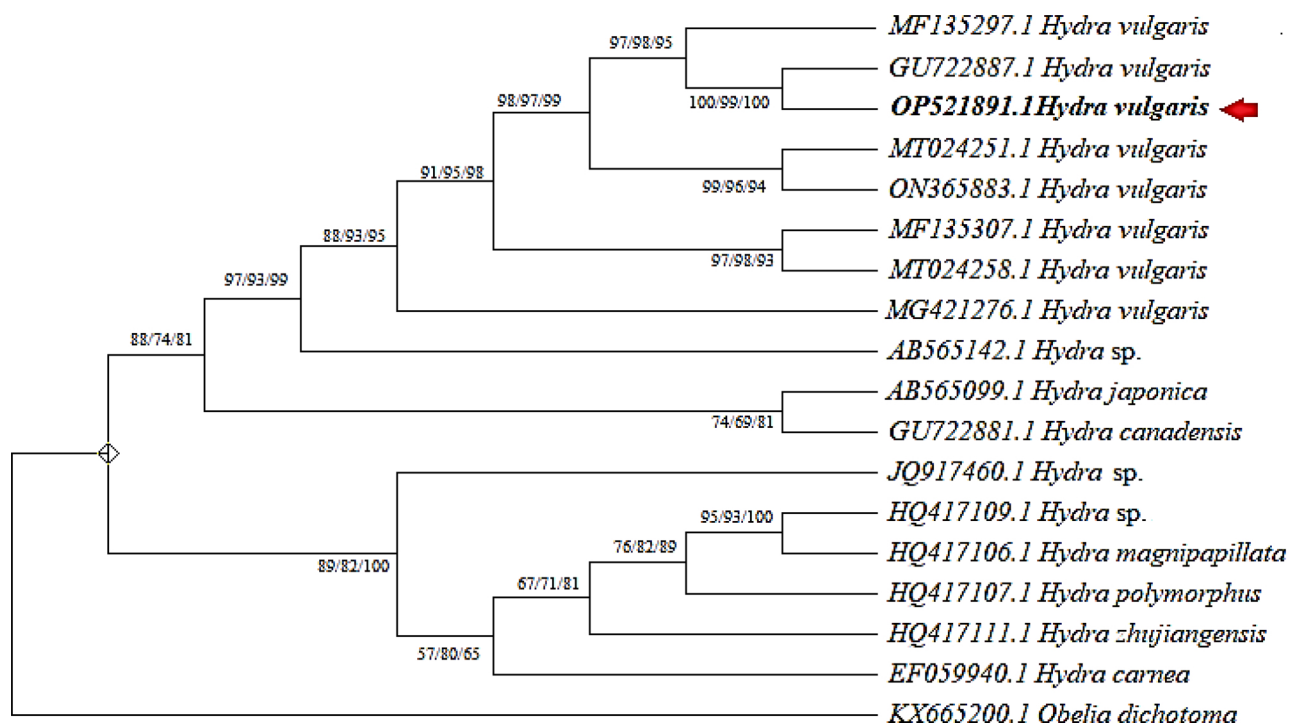 MF135297.1 Hydra vulgaris
97/98/95
GU722887.1 Hydra vulgaris
98/97/99
100/99/100
OP521891.1Hydra vulgaris
MT024251.1 Hydra vulgaris
91/95/98
99/96/94
ON365883.1 Hydra vulgaris
88/93/95
MF135307.1 Hydra vulgaris
97/98/93
MT024258.1 Hydra vulgaris
97/93/99
MG421276.1 Hydra vulgaris
88/74/81
AB565142.1 Hydra sp.
AB565099.1 Hydra japonica
74/69/81
GU722881.1 Hydra canadensis
JQ917460.1 Hydra sp.
95/93/100
HQ417109.1 Hydra sp.
76/82/89
HQ417106.1 Hydra magnipapillata
89/82/100
67/71/81
HQ417107.1 Hydra polymorphus
HQ417111.1 Hydra zhujiangensis
57/80/65
EF059940.1 Hydra carnea
KX665200.1 Obelia dichotoma